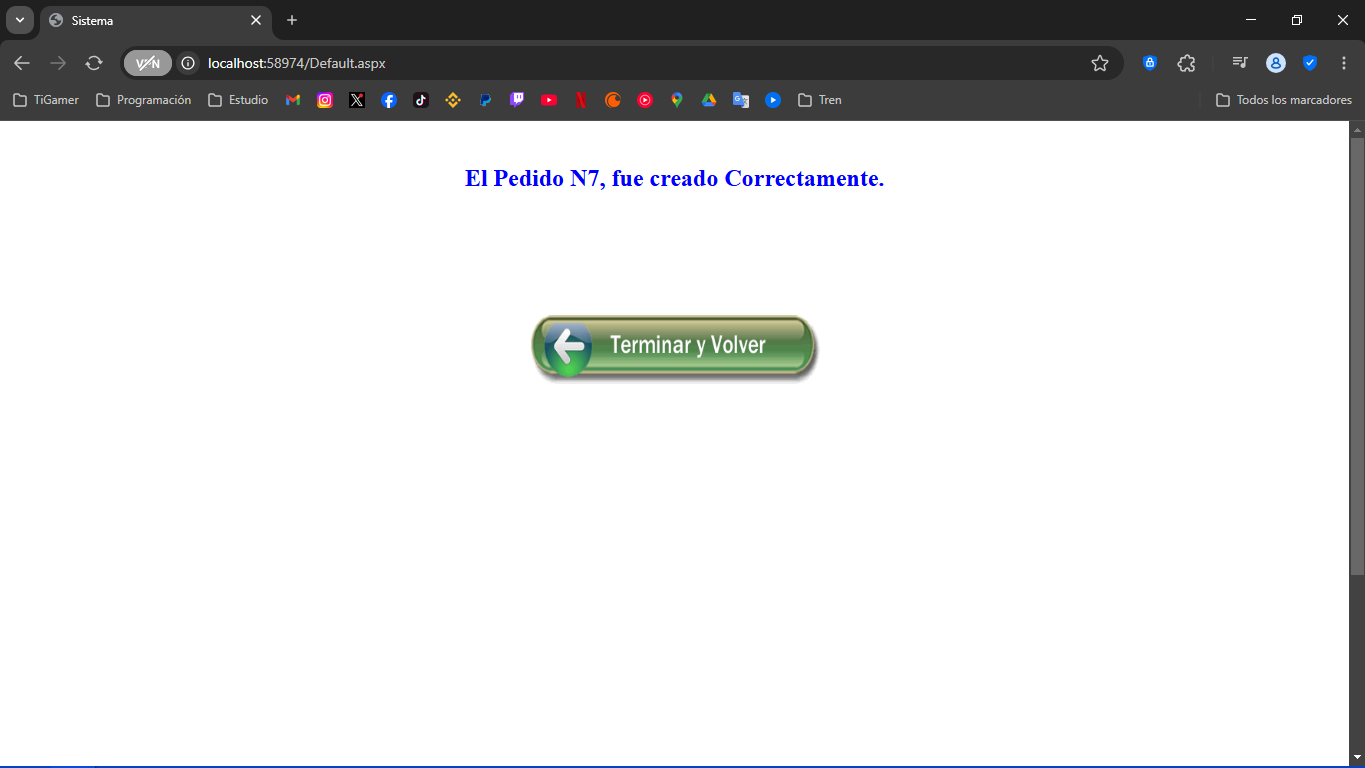 Sistema
VPN
localhost:58974/Default.aspx
TiGamer
Programación
Estudio
Tren
Todos los marcadores
El Pedido N7, fue creado Correctamente.
Terminar y Volver